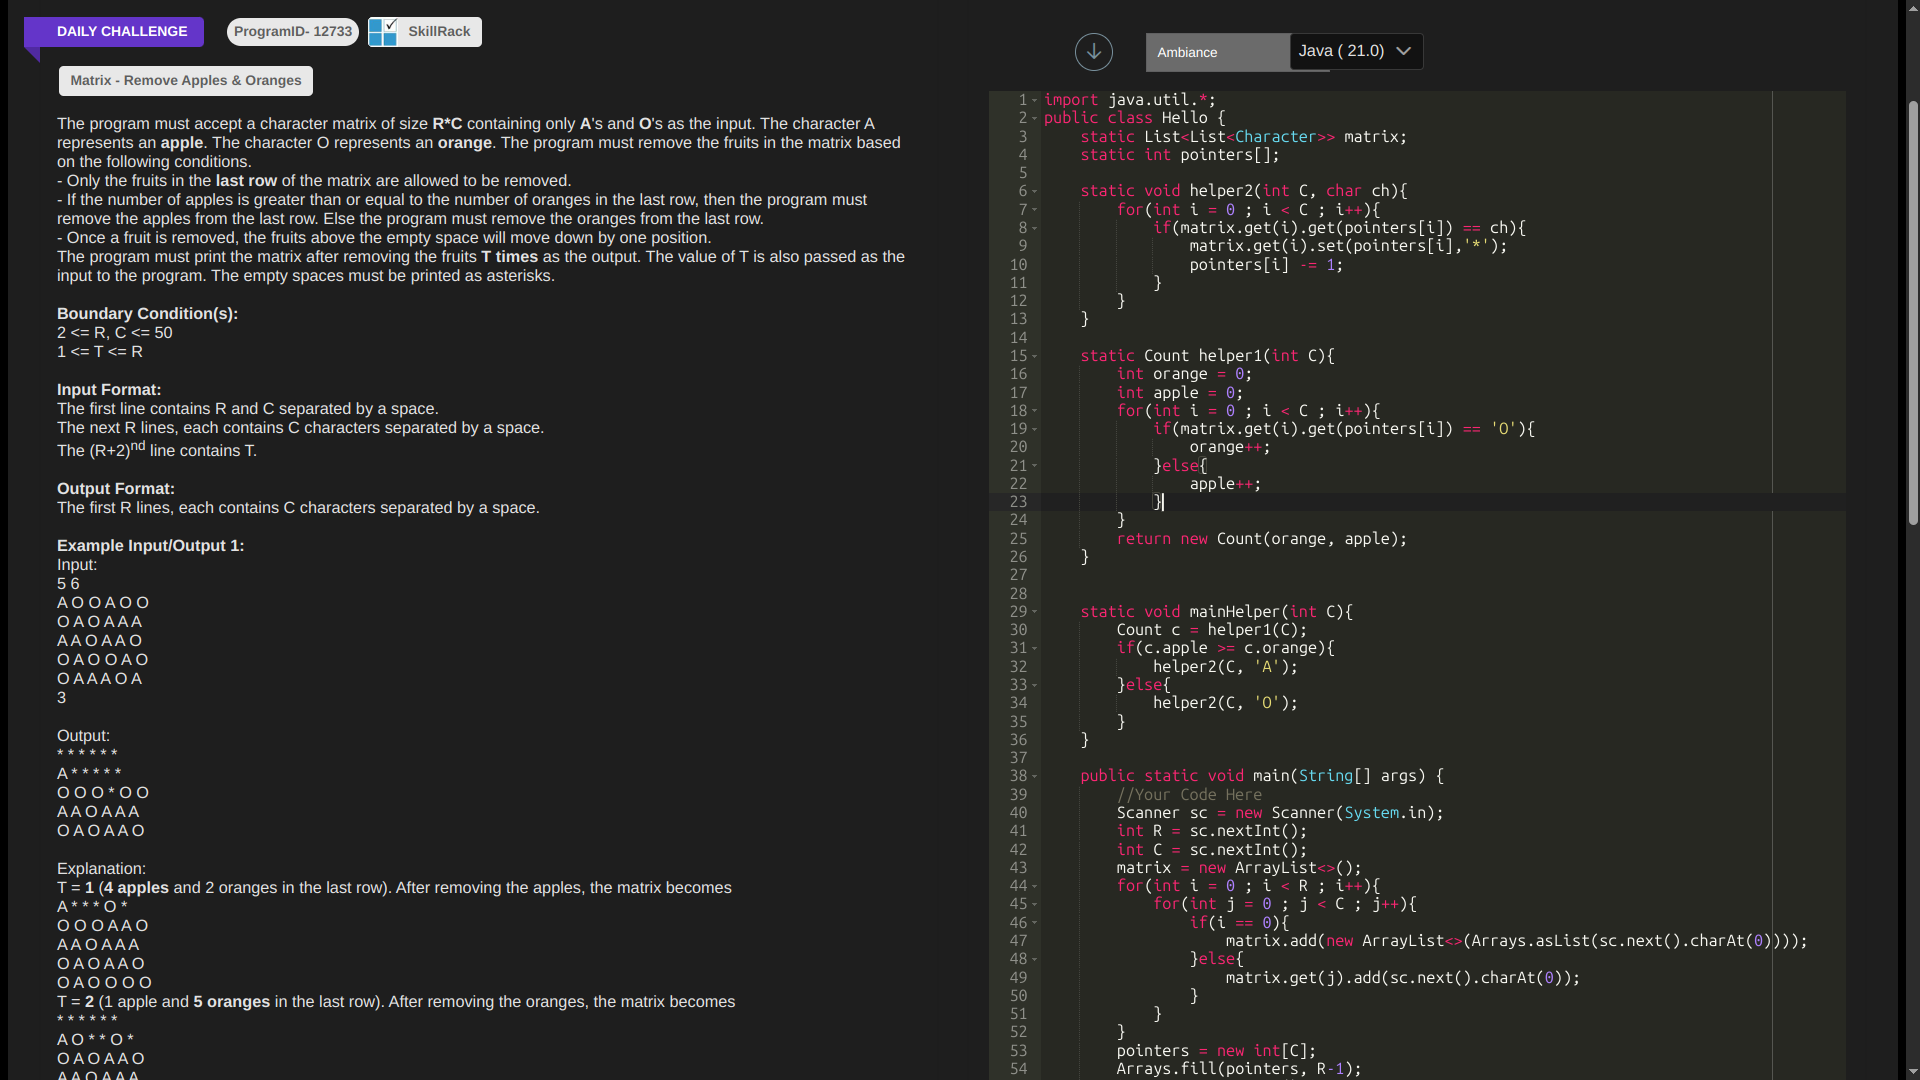 DAILY CHALLENGE
ProgramID- 12733
SkillRack
Matrix - Remove Apples & Oranges
The program must accept a character matrix of size R*C containing only A's and O's as the input. The character A
represents an apple. The character O represents an orange. The program must remove the fruits in the matrix based
on the following conditions.
- Only the fruits in the last row of the matrix are allowed to be removed.
- If the number of apples is greater than or equal to the number of oranges in the last row, then the program must
remove the apples from the last row. Else the program must remove the oranges from the last row.
- Once a fruit is removed, the fruits above the empty space will move down by one position.
The program must print the matrix after removing the fruits T times as the output. The value of T is also passed as the
input to the program. The empty spaces must be printed as asterisks.
Boundary Condition(s):
2 <= R, C <= 50
1 <= T <= R
Input Format:
The first line contains R and C separated by a space.
The next R lines, each contains C characters separated by a space.
The (R+2)nd line contains T.
Output Format:
The first R lines, each contains C characters separated by a space.
Example Input/Output 1:
Input:
5 6
A O O A O O
O A O A A A
A A O A A O
O A O O A O
O A A A O A
3
Output:
* * * * * *
A * * * * *
O O O * O O
A A O A A A
O A O A A O
Explanation:
T = 1 (4 apples and 2 oranges in the last row). After removing the apples, the matrix becomes
A * * * O *
O O O A A O
A A O A A A
O A O A A O
O A O O O O
T = 2 (1 apple and 5 oranges in the last row). After removing the oranges, the matrix becomes
* * * * * *
A O * * O *
O A O A A O
A A O A A A
Ambiance
Java ( 21.0)
1 import java.util.*;
2 public class Hello {
3 static List<List<Character>> matrix;
4 static int pointers[];
5
6 static void helper2(int C, char ch){
7 for(int i = 0 ; i < C ; i++){
8 if(matrix.get(i).get(pointers[i]) == ch){
9 matrix.get(i).set(pointers[i],'*');
10 pointers[i] -= 1;
11 }
12 }
13 }
14
15 static Count helper1(int C){
16 int orange = 0;
17 int apple = 0;
18 for(int i = 0 ; i < C ; i++){
19 if(matrix.get(i).get(pointers[i]) == 'O'){
20 orange++;
21 }else{
22 apple++;
23 }
24 }
25 return new Count(orange, apple);
26 }
27
28
29 static void mainHelper(int C){
30 Count c = helper1(C);
31 if(c.apple >= c.orange){
32 helper2(C, 'A');
33 }else{
34 helper2(C, 'O');
35 }
36 }
37
38 public static void main(String[] args) {
39 //Your Code Here
40 Scanner sc = new Scanner(System.in);
41 int R = sc.nextInt();
42 int C = sc.nextInt();
43 matrix = new ArrayList<>();
44 for(int i = 0 ; i < R ; i++){
45 for(int j = 0 ; j < C ; j++){
46 if(i == 0){
47 matrix.add(new ArrayList<>(Arrays.asList(sc.next().charAt(0))));
48 }else{
49 matrix.get(j).add(sc.next().charAt(0));
50 }
51 }
52 }
53 pointers = new int[C];
54 Arrays.fill(pointers, R-1);